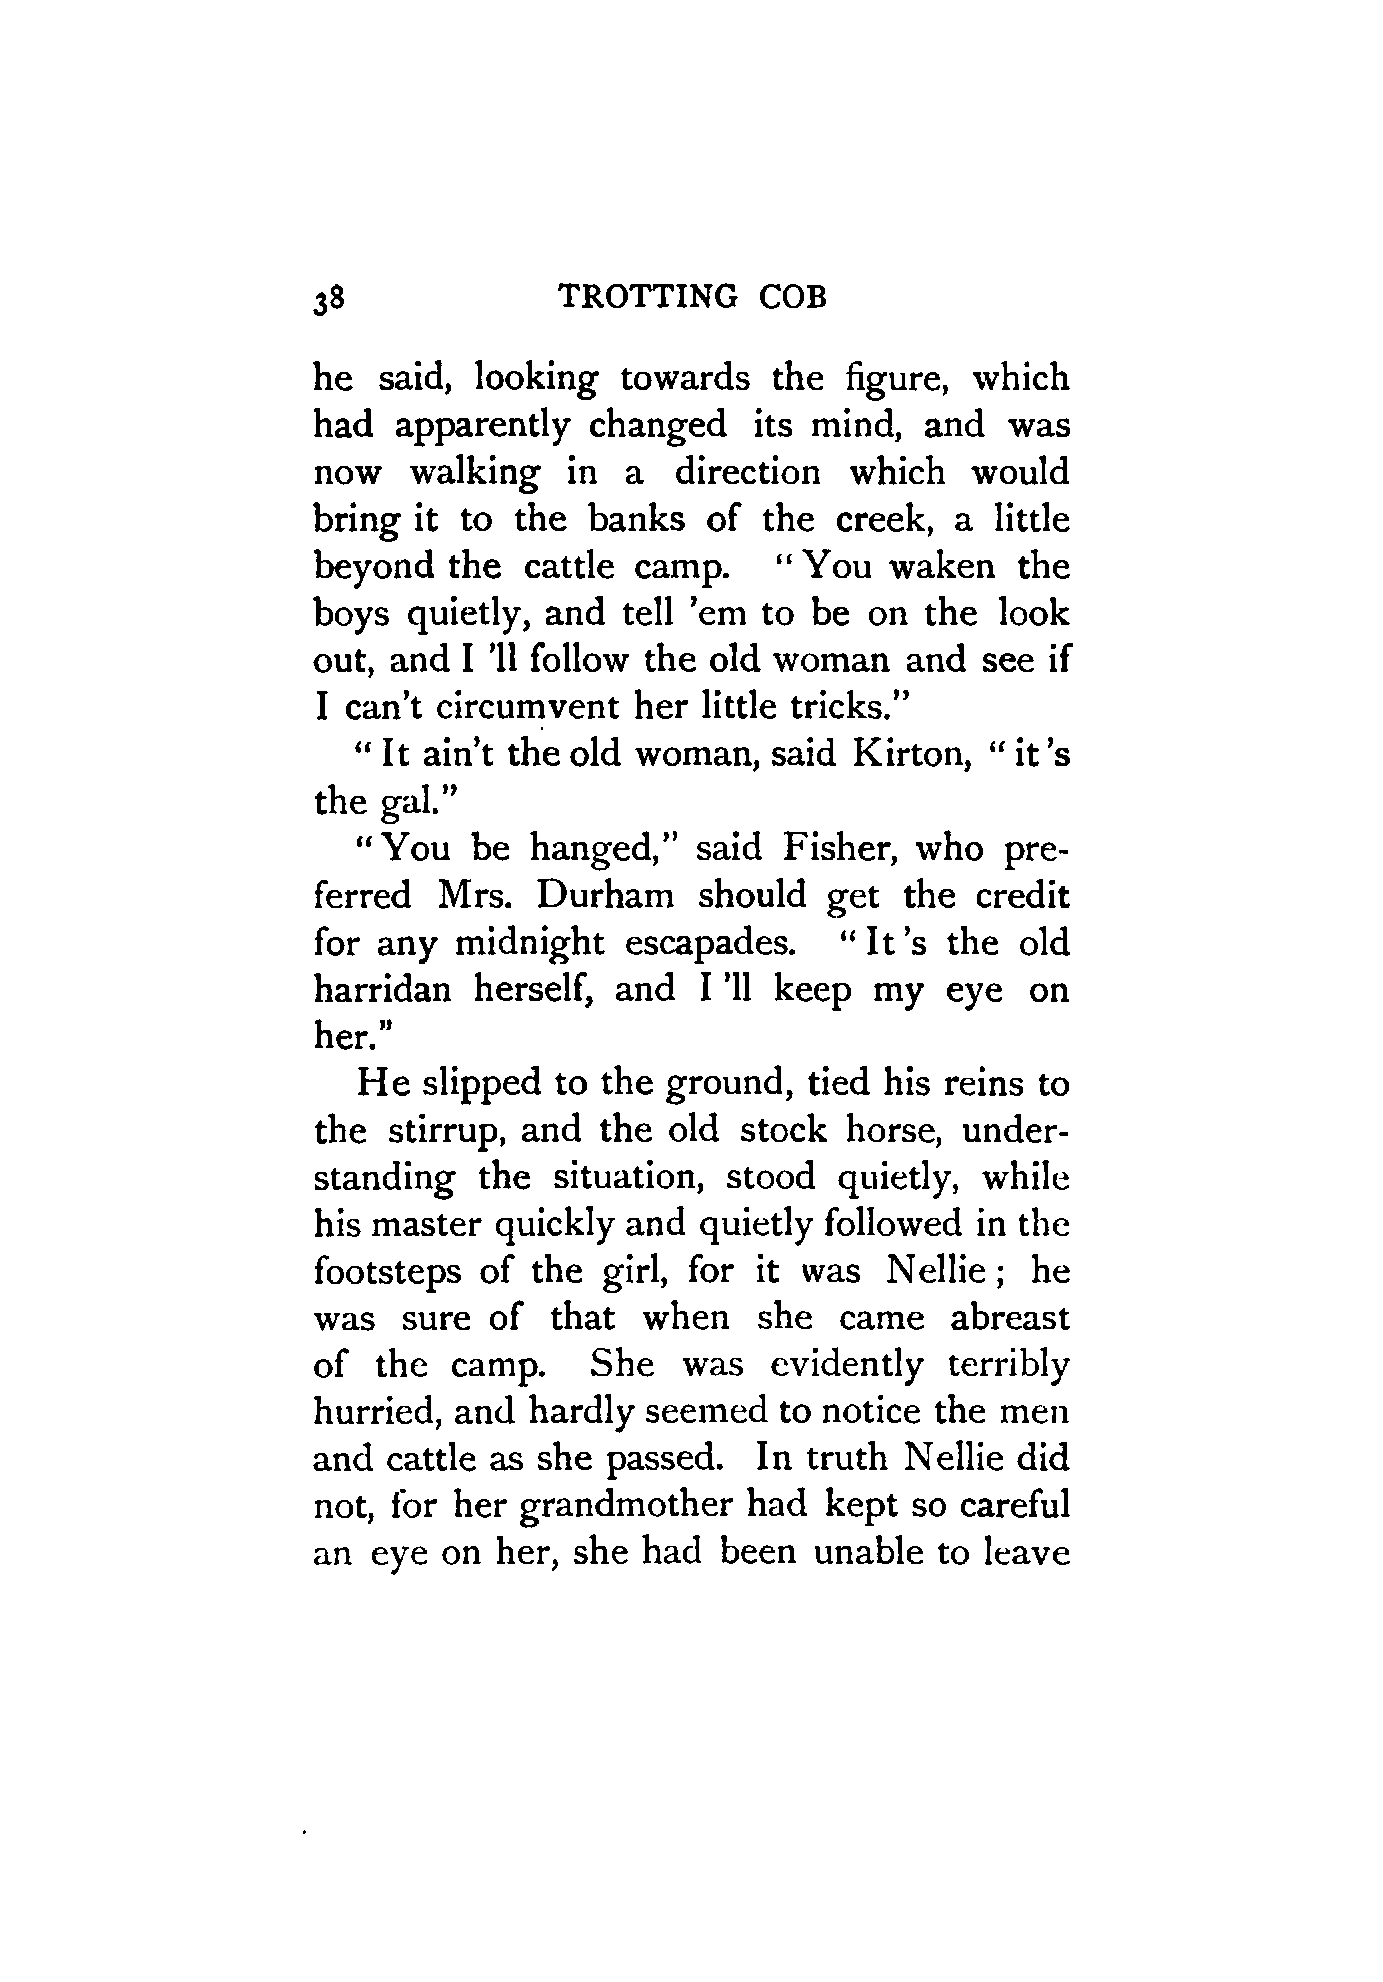 38 TROTTING COB
he said, looking towards the figure, which
had apparently changed its mind, and was
now walking in a direction which would
bring it to the banks of the creek, a little
beyond the cattle camp. "You waken the
boys quietly, and tell 'em to be on the look
out, and I 'll follow the old woman and see if
I can't circumvent her little tricks."
"It ain't the old woman, said Kirton, "it 's
the gal."
"You be hanged," said Fisher, who pre-
ferred Mrs. Durham should get the credit
for any midnight escapades. "It 's the old
harridan herself, and I 'll keep my eye on
her."
He slipped to the ground, tied his reins to
the stirrup, and the old stock horse, under-
standing the situation, stood quietly, while
his master quickly and quietly followed in the
footsteps of the girl, for it was Nellie; he
was sure of that when she came abreast
of the camp. She was evidently terribly
hurried, and hardly seemed to notice the men
and cattle as she passed. In truth Nellie did
not, for her grandmother had kept so careful
an eye on her, she had been unable to leave